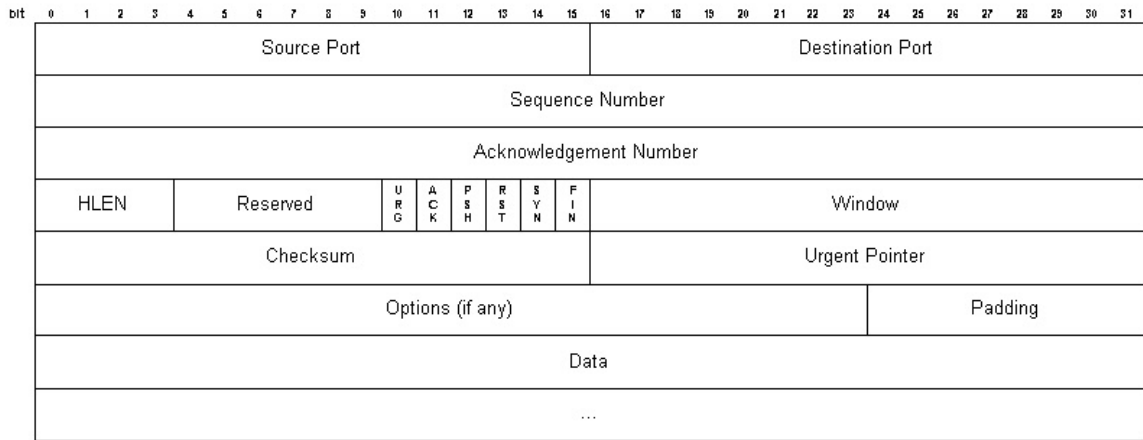 bit 0 1 2 3 4 5 6 7 8 9 10 11 12 13 14 15 16 17 18 19 20 21 22 23 24 25 26 27 28 29 30 31
Source Port Destination Port
Sequence Number
Acknowledgement Number
HLEN Reserved URG ACK PSH RST SYN FIN Window
Checksum Urgent Pointer
Options (if any) Padding
Data
...